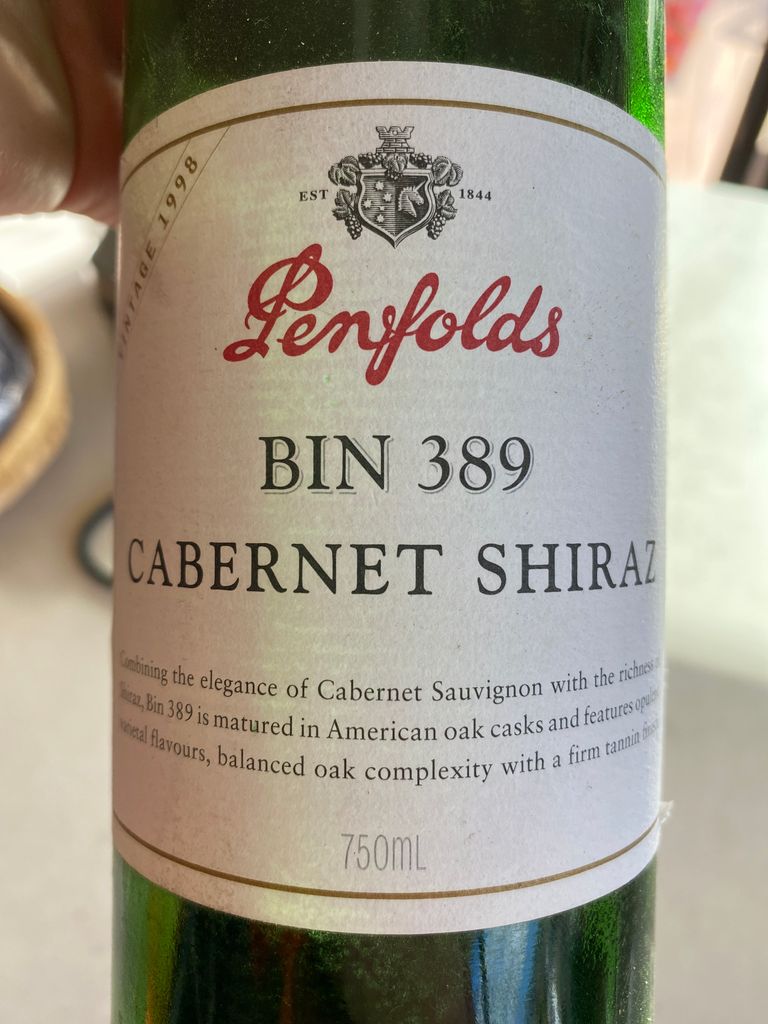 VINTAGE 1998
EST 1844
Penfolds
BIN 389
CABERNET SHIRAZ
Combining the elegance of Cabernet Sauvignon with the richness
Shiraz, Bin 389 is matured in American oak casks and features opulent
varietal flavours, balanced oak complexity with a firm tannin finish
750mL